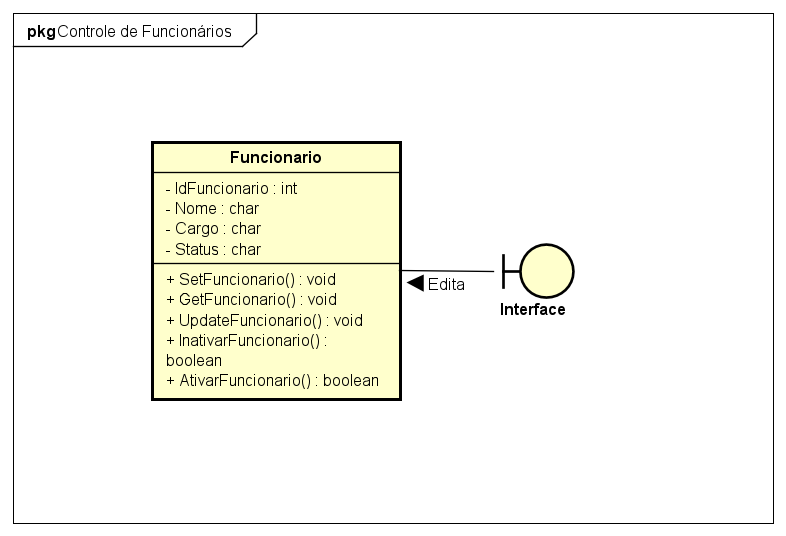 pkg Controle de Funcionários
Funcionario
- IdFuncionario : int
- Nome : char
- Cargo : char
- Status : char
+ SetFuncionario() : void
+ GetFuncionario() : void
+ UpdateFuncionario() : void
+ InativarFuncionario() :
boolean
+ AtivarFuncionario() : boolean
Edita
Interface